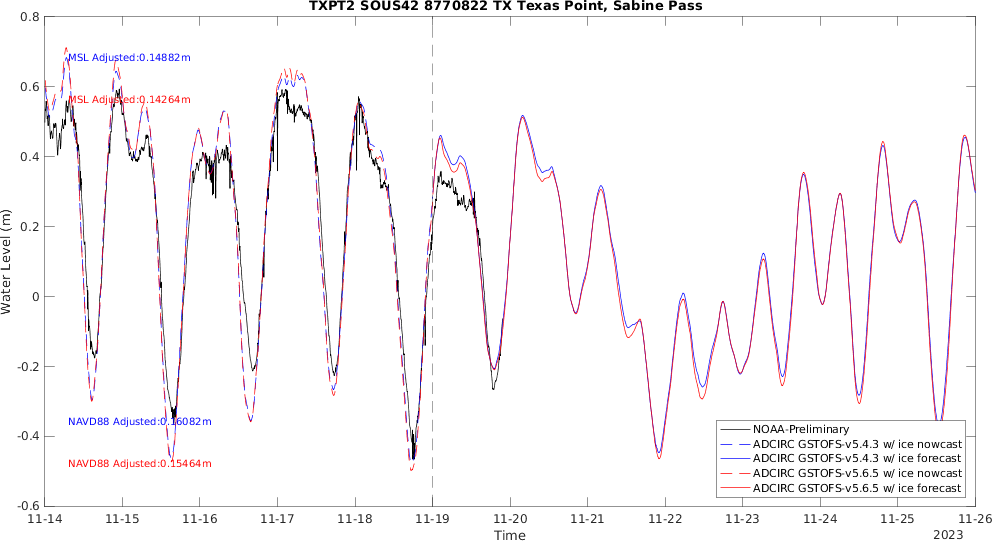 TXPT2 SOUS42 8770822 TX Texas Point, Sabine Pass
MSL Adjusted:0.14882m
MSL Adjusted:0.14264m
NAVD88 Adjusted:0.16082m
NAVD88 Adjusted:0.15464m
Water Level (m)
0.8
0.6
0.4
0.2
0
-0.2
-0.4
-0.6
NOAA-Preliminary
ADCIRC GSTOFS-v5.4.3 w/ ice nowcast
ADCIRC GSTOFS-v5.4.3 w/ ice forecast
ADCIRC GSTOFS-v5.6.5 w/ ice nowcast
ADCIRC GSTOFS-v5.6.5 w/ ice forecast
11-14 11-15 11-16 11-17 11-18 11-19 11-20 11-21 11-22 11-23 11-24 11-25 11-26
Time
2023